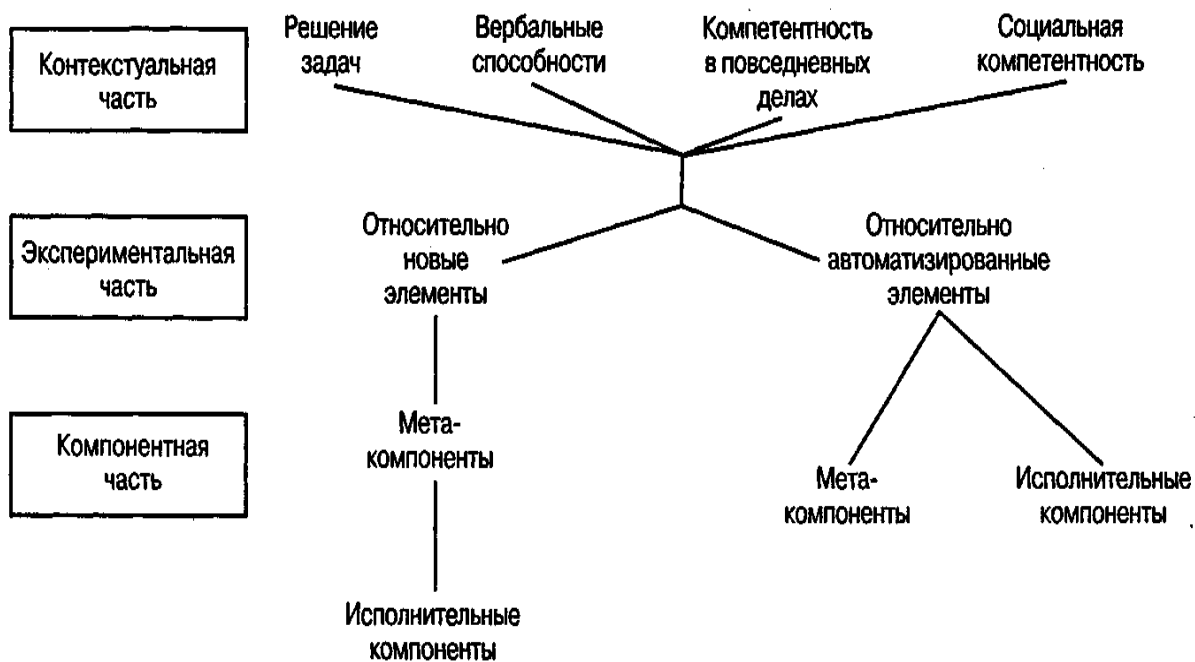 Контекстуальная
часть
Решение
задач
Вербальные
способности
Компетентность
в повседневных
делах
Социальная
компетентность
Экспериментальная
часть
Относительно
новые
элементы
Относительно
автоматизированные
элементы
Компонентная
часть
Мета-
компоненты
Мета-
компоненты
Исполнительные
компоненты
Исполнительные
компоненты